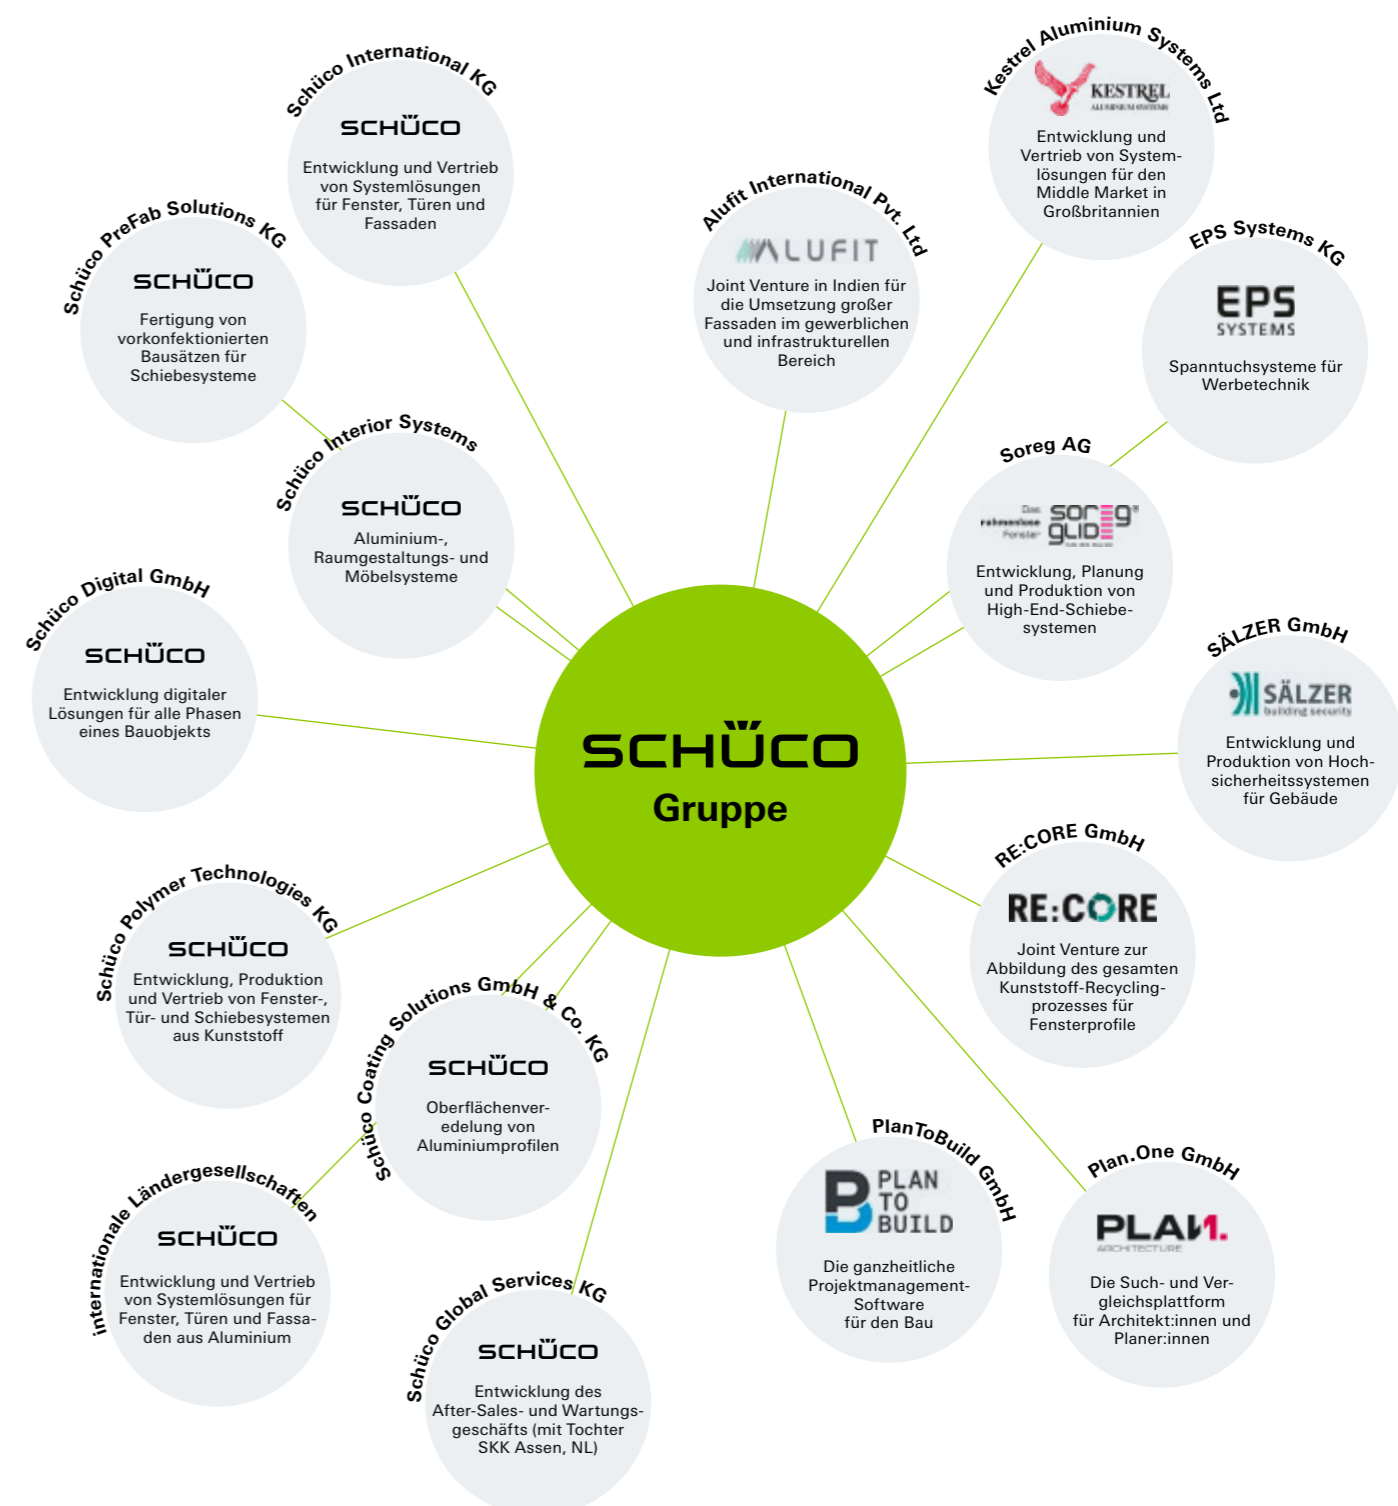 Schüco International KG
SCHÜCO
Entwicklung und Vertrieb
von Systemlösungen
für Fenster, Türen und
Fassaden
Kestrel Aluminium Systems Ltd
KESTREL
ALUMINIUM SYSTEMS
Entwicklung und
Vertrieb von System-
lösungen für den
Middle Market in
Großbritannien
Schüco PreFab Solutions KG
SCHÜCO
Fertigung von
vorkonfektionierten
Bausätzen für
Schiebesysteme
Alufit International Pvt. Ltd
ALUFIT
Joint Venture in Indien für
die Umsetzung großer
Fassaden im gewerblichen
und infrastrukturellen
Bereich
EPS Systems KG
EPS
SYSTEMS
Spanntuchsysteme für
Werbetechnik
Schüco Interior Systems
SCHÜCO
Aluminium-,
Raumgestaltungs- und
Möbelsysteme
Soreg AG
Das
rahmenlose
Fenster
soreg®
GLIDE
Entwicklung, Planung
und Produktion von
High-End-Schiebe-
systemen
Schüco Digital GmbH
SCHÜCO
Entwicklung digitaler
Lösungen für alle Phasen
eines Bauobjekts
SÄLZER GmbH
SÄLZER
building security
Entwicklung und
Produktion von Hoch-
sicherheitssystemen
für Gebäude
SCHÜCO
Gruppe
RE:CORE GmbH
RE:CORE
Joint Venture zur
Abbildung des gesamten
Kunststoff-Recycling-
prozesses für
Fensterprofile
Schüco Polymer Technologies KG
SCHÜCO
Entwicklung, Produktion
und Vertrieb von Fenster-,
Tür- und Schiebesystemen
aus Kunststoff
Schüco Coating Solutions GmbH & Co. KG
SCHÜCO
Oberflächenver-
edelung von
Aluminiumprofilen
PlanToBuild GmbH
PLAN
TO
BUILD
Die ganzheitliche
Projektmanagement-
Software
für den Bau
Plan.One GmbH
PLAN1.
ARCHITECTURE
Die Such- und Ver-
gleichsplattform
für Architekt:innen und
Planer:innen
internationale Ländergesellschaften
SCHÜCO
Entwicklung und Vertrieb
von Systemlösungen für
Fenster, Türen und Fassa-
den aus Aluminium
Schüco Global Services KG
SCHÜCO
Entwicklung des
After-Sales- und Wartungs-
geschäfts (mit Tochter
SKK Assen, NL)